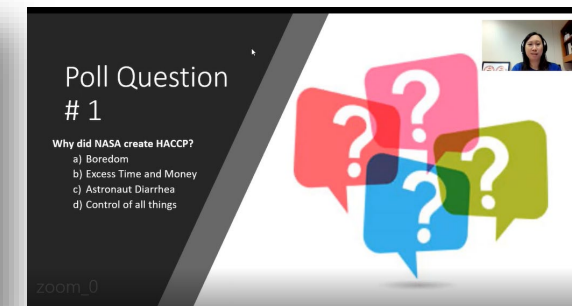 Poll Question
# 1
Why did NASA create HACCP?
a) Boredom
b) Excess Time and Money
c) Astronaut Diarrhea
d) Control of all things
? ? ? ?
zoom_0